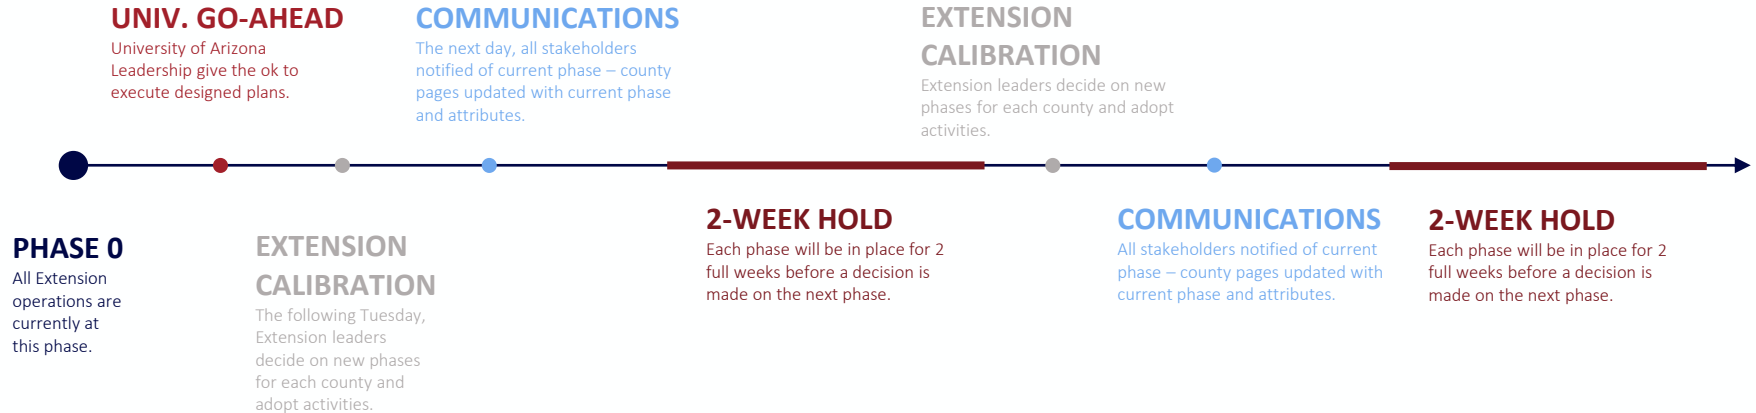 UNIV. GO-AHEAD
University of Arizona
Leadership give the ok to
execute designed plans.
COMMUNICATIONS
The next day, all stakeholders
notified of current phase – county
pages updated with current phase
and attributes.
EXTENSION
CALIBRATION
Extension leaders decide on new
phases for each county and adopt
activities.
PHASE 0
All Extension
operations are
currently at
this phase.
EXTENSION
CALIBRATION
The following Tuesday,
Extension leaders
decide on new phases
for each county and
adopt activities.
2-WEEK HOLD
Each phase will be in place for 2
full weeks before a decision is
made on the next phase.
COMMUNICATIONS
All stakeholders notified of current
phase – county pages updated with
current phase and attributes.
2-WEEK HOLD
Each phase will be in place for 2
full weeks before a decision is
made on the next phase.